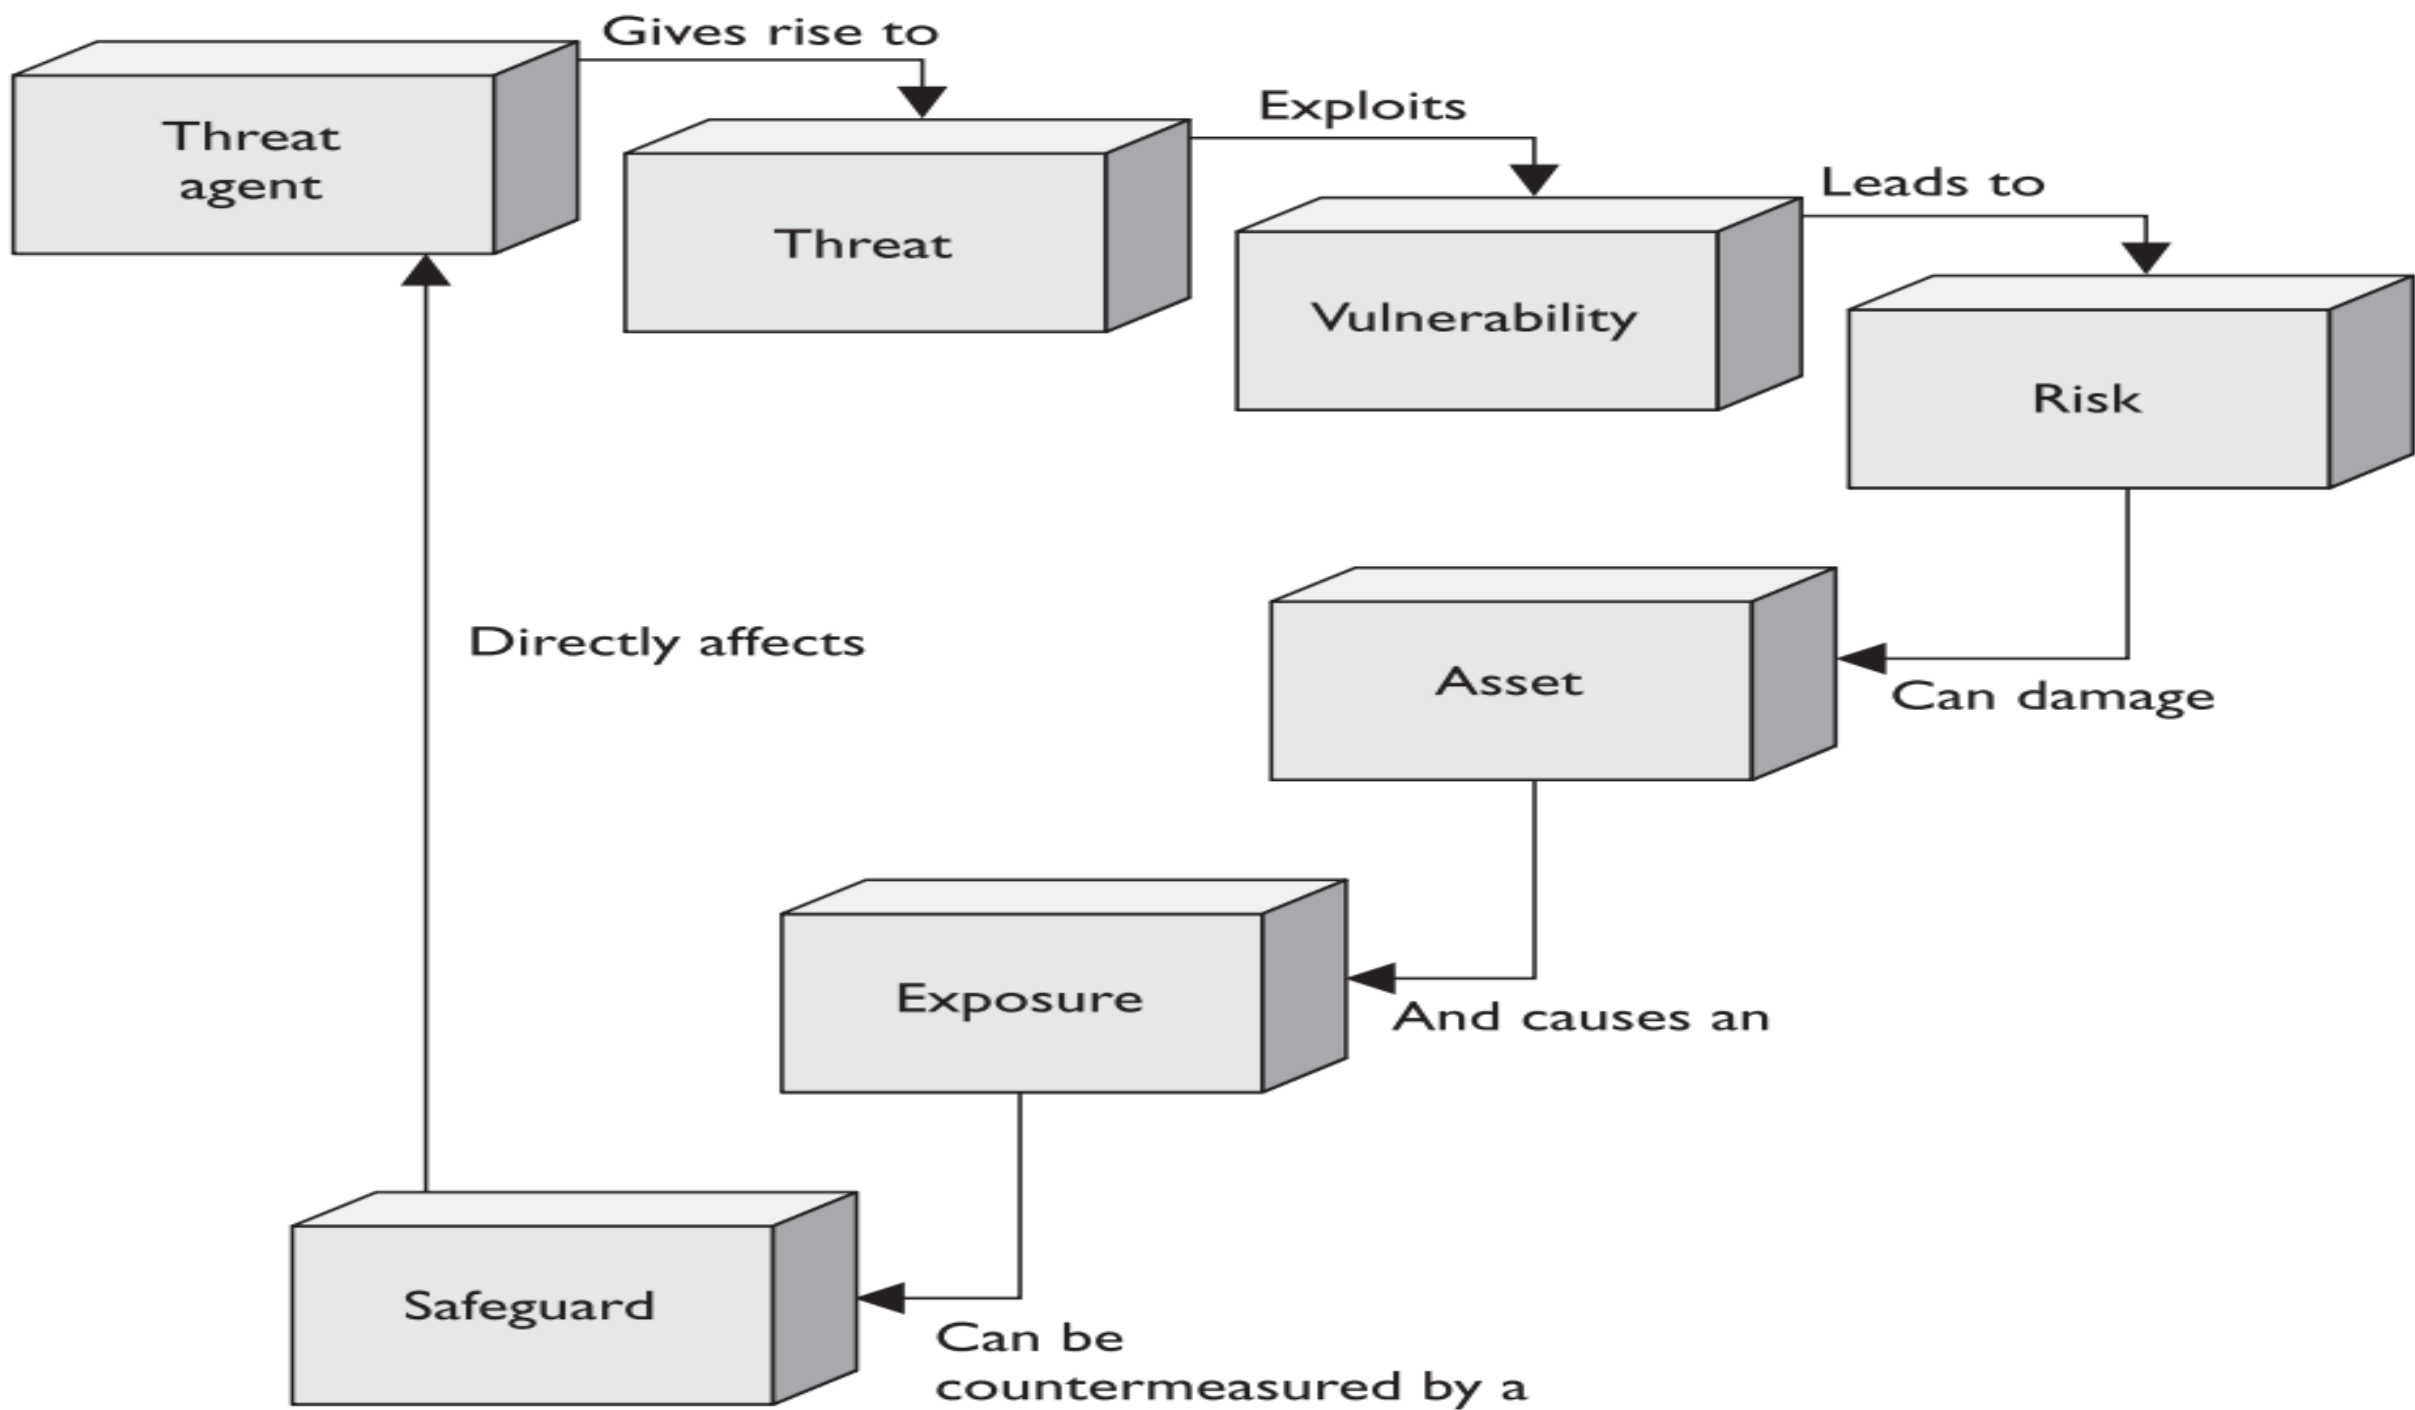 Gives rise to
Threat
agent
Exploits
Threat
Leads to
Vulnerability
Risk
Directly affects
Asset
Can damage
Exposure
And causes an
Safeguard
Can be
countermeasured by a